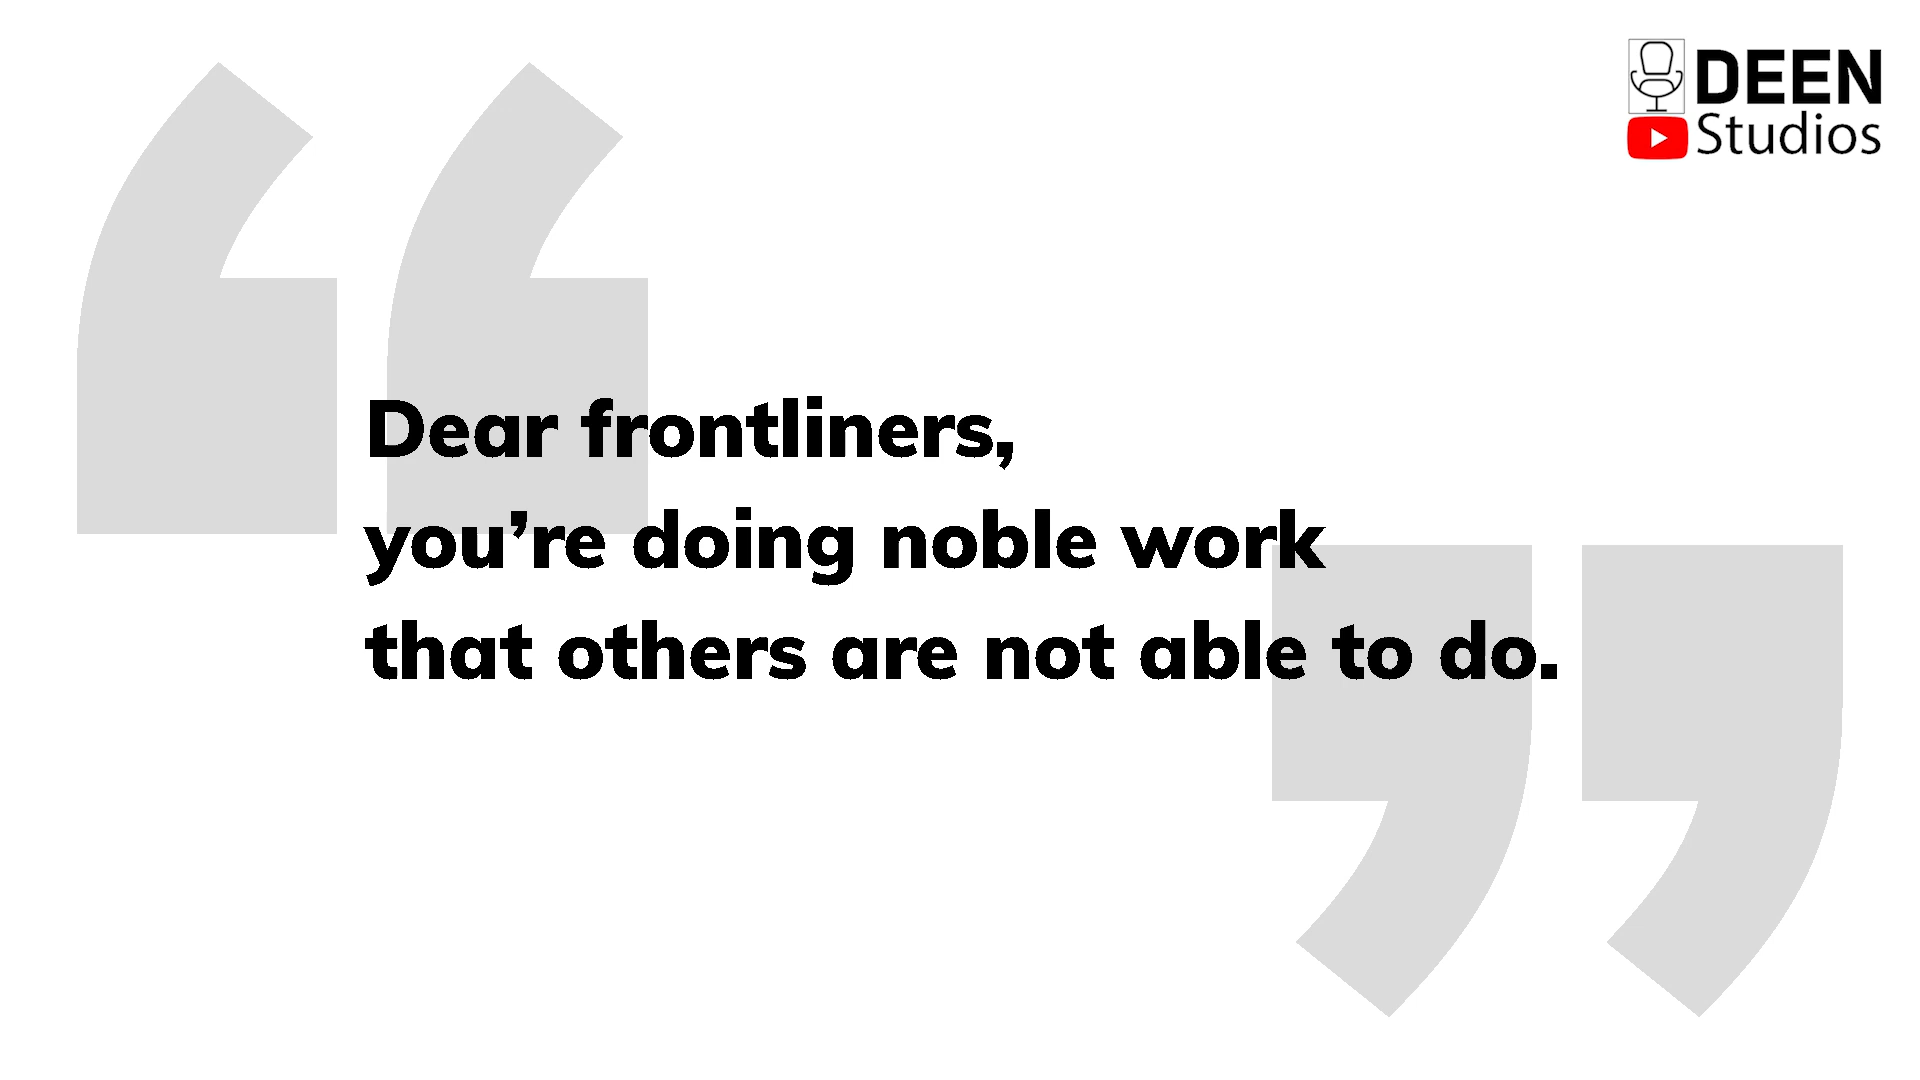 DEEN
Studios
Dear frontliners,
you’re doing noble work
that others are not able to do.